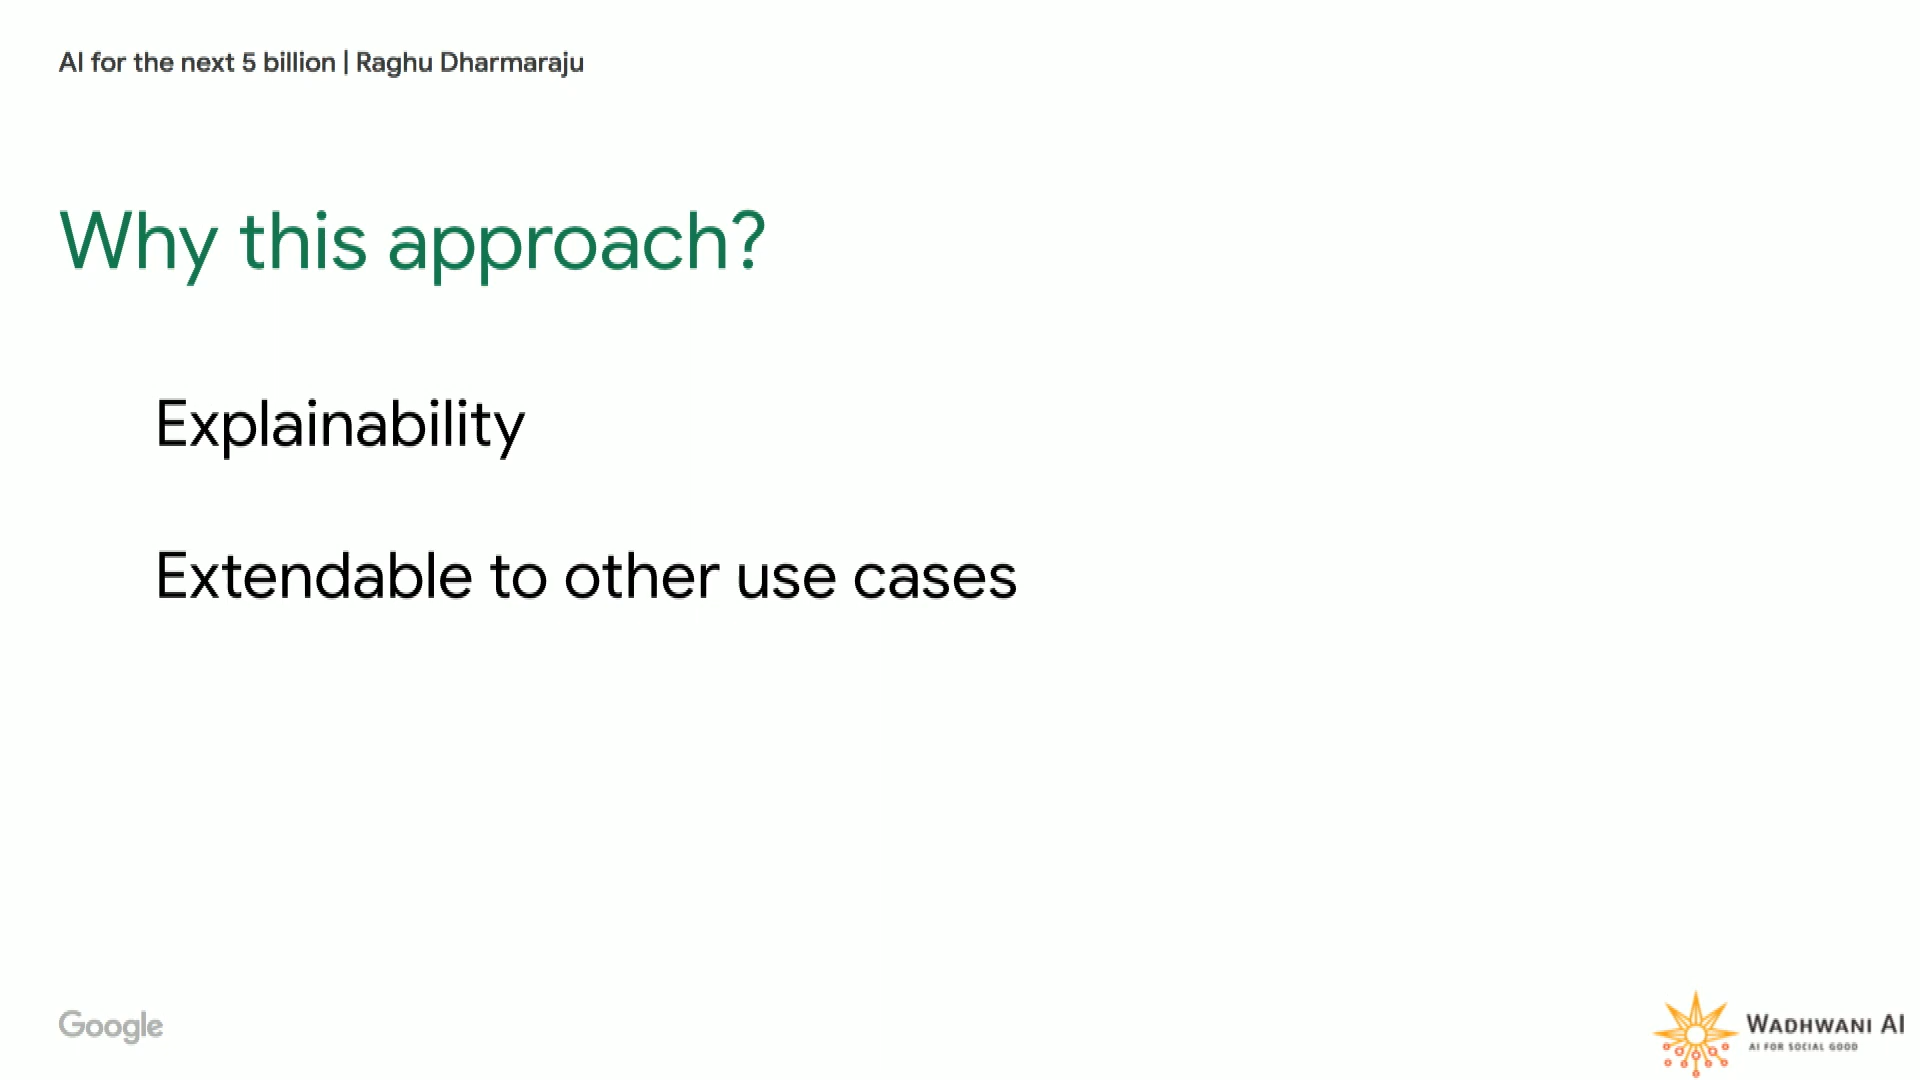 AI for the next 5 billion | Raghu Dharmaraju
Why this approach?
Explainability
Extendable to other use cases
Google
WADHWANI AI
AI FOR SOCIAL GOOD